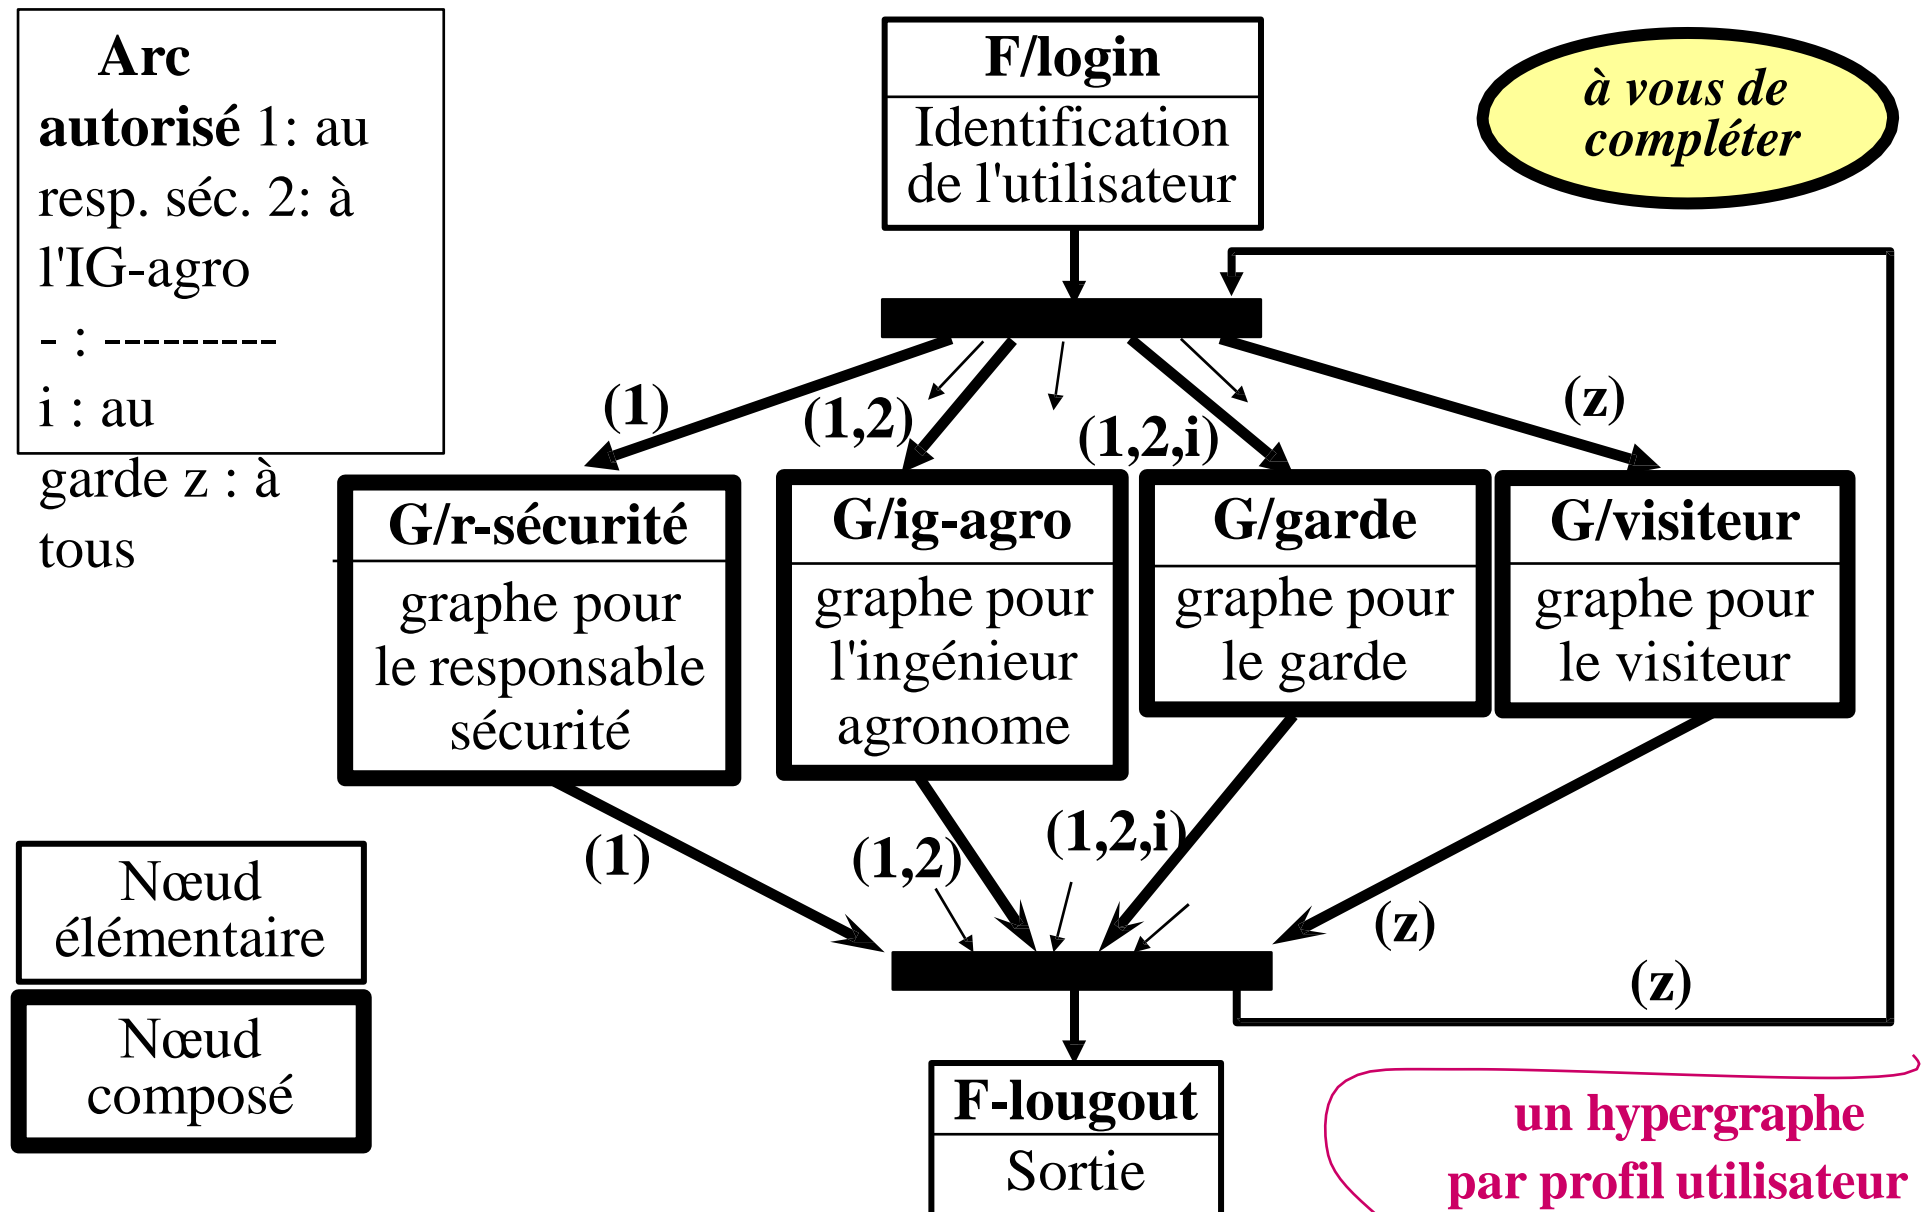 Arc
autorisé 1: au
resp. séc. 2: à
l'IG-agro
- : ---------
i : au
garde z : à
tous
F/login
Identification
de l'utilisateur
à vous de
compléter
(1)
(1,2)
(1,2,i)
(z)
G/r-sécurité
graphe pour
le responsable
sécurité
G/ig-agro
graphe pour
l'ingénieur
agronome
G/garde
graphe pour
le garde
G/visiteur
graphe pour
le visiteur
(1)
(1,2)
(1,2,i)
(z)
(z)
Nœud
élémentaire
Nœud
composé
F-lougout
Sortie
un hypergraphe
par profil utilisateur